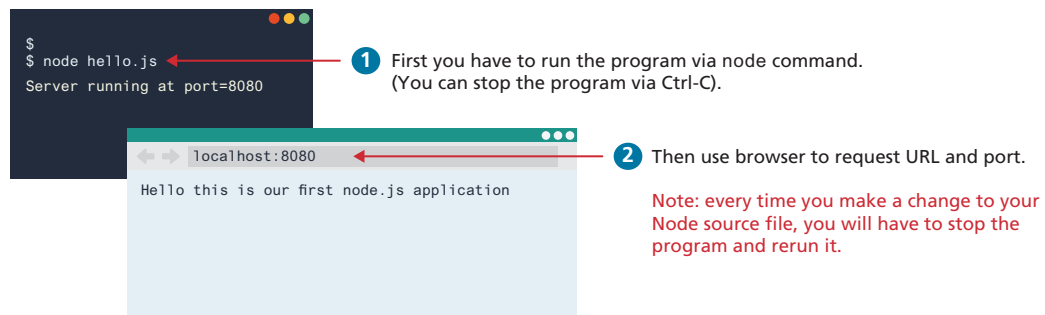 $
$ node hello.js
Server running at port=8080
1 First you have to run the program via node command.
(You can stop the program via Ctrl-C).
localhost:8080
Hello this is our first node.js application
2 Then use browser to request URL and port.
Note: every time you make a change to your
Node source file, you will have to stop the
program and rerun it.